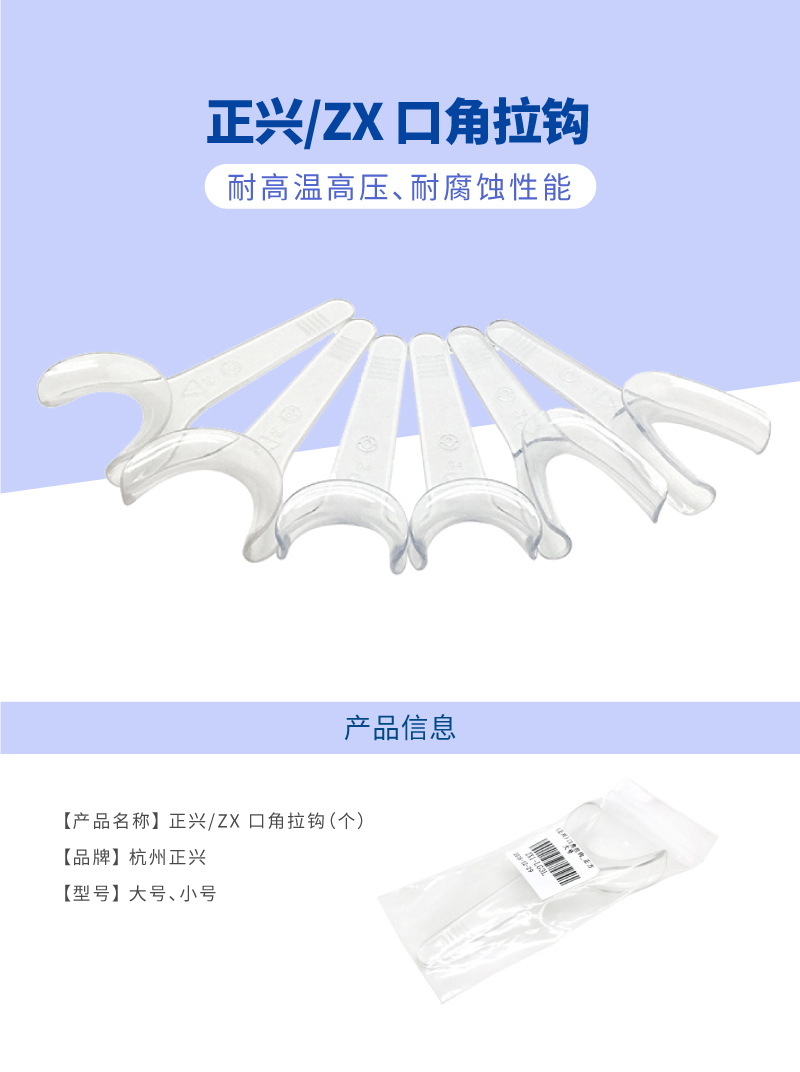 正兴/ZX 口角拉钩
耐高温高压、耐腐蚀性能
产品信息
【产品名称】正兴/ZX 口角拉钩(个)
【品牌】杭州正兴
【型号】大号、小号
大号